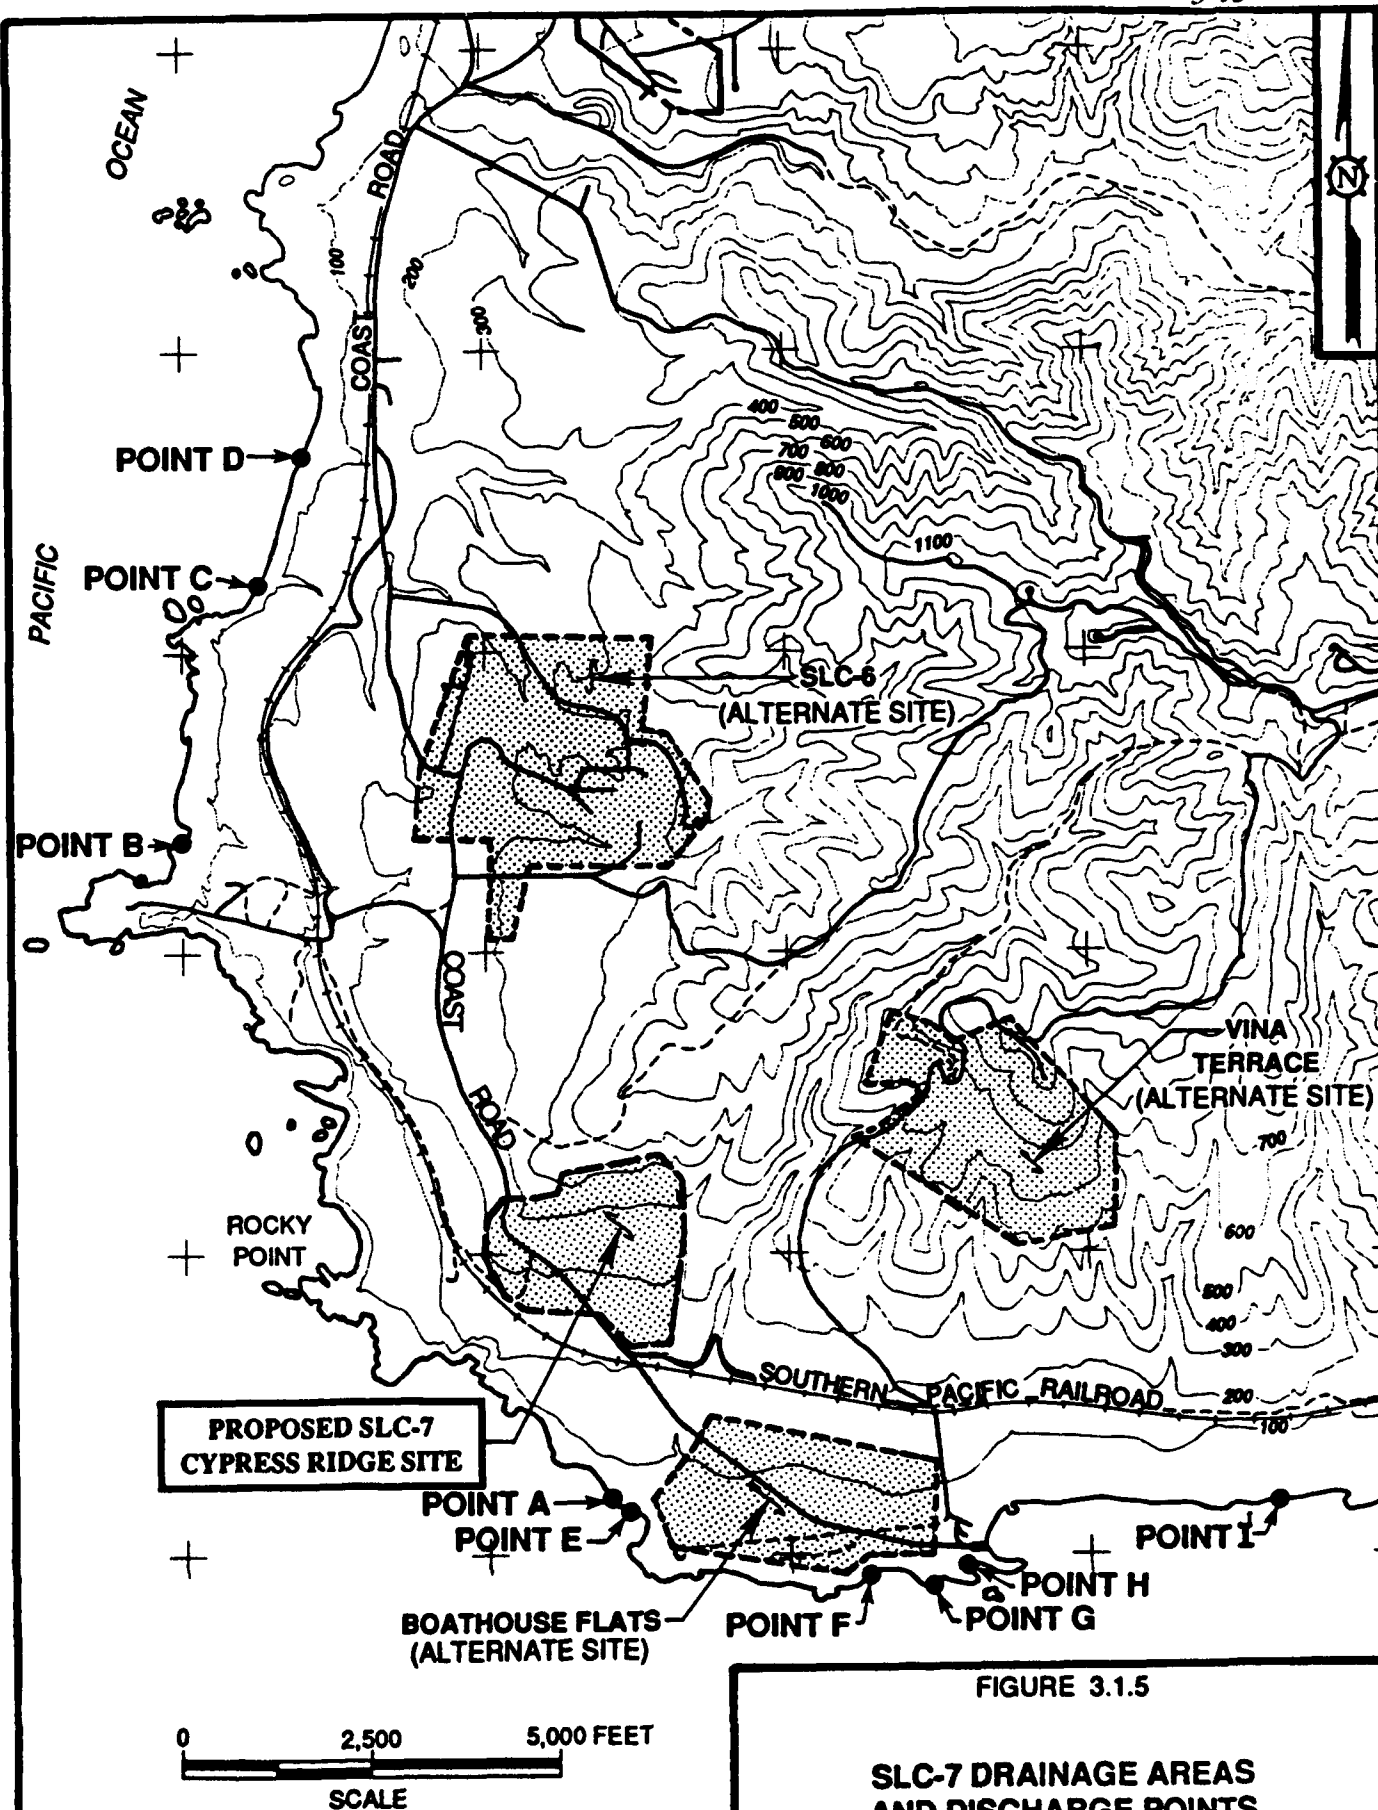 OCEAN
N
ROAD
100
200
300
COAST
400
500
600
700
800
900
1000
1100
POINT D
PACIFIC
POINT C
SLC-6
(ALTERNATE SITE)
POINT B
0
COAST
ROAD
VINA
TERRACE
(ALTERNATE SITE)
700
ROCKY
POINT
600
500
400
300
200
100
SOUTHERN PACIFIC RAILROAD
PROPOSED SLC-7
CYPRESS RIDGE SITE
POINT A
POINT E
POINT I
POINT H
POINT G
POINT F
BOATHOUSE FLATS
(ALTERNATE SITE)
FIGURE 3.1.5
0 2,500 5,000 FEET
SCALE
SLC-7 DRAINAGE AREAS
AND DISCHARGE POINTS